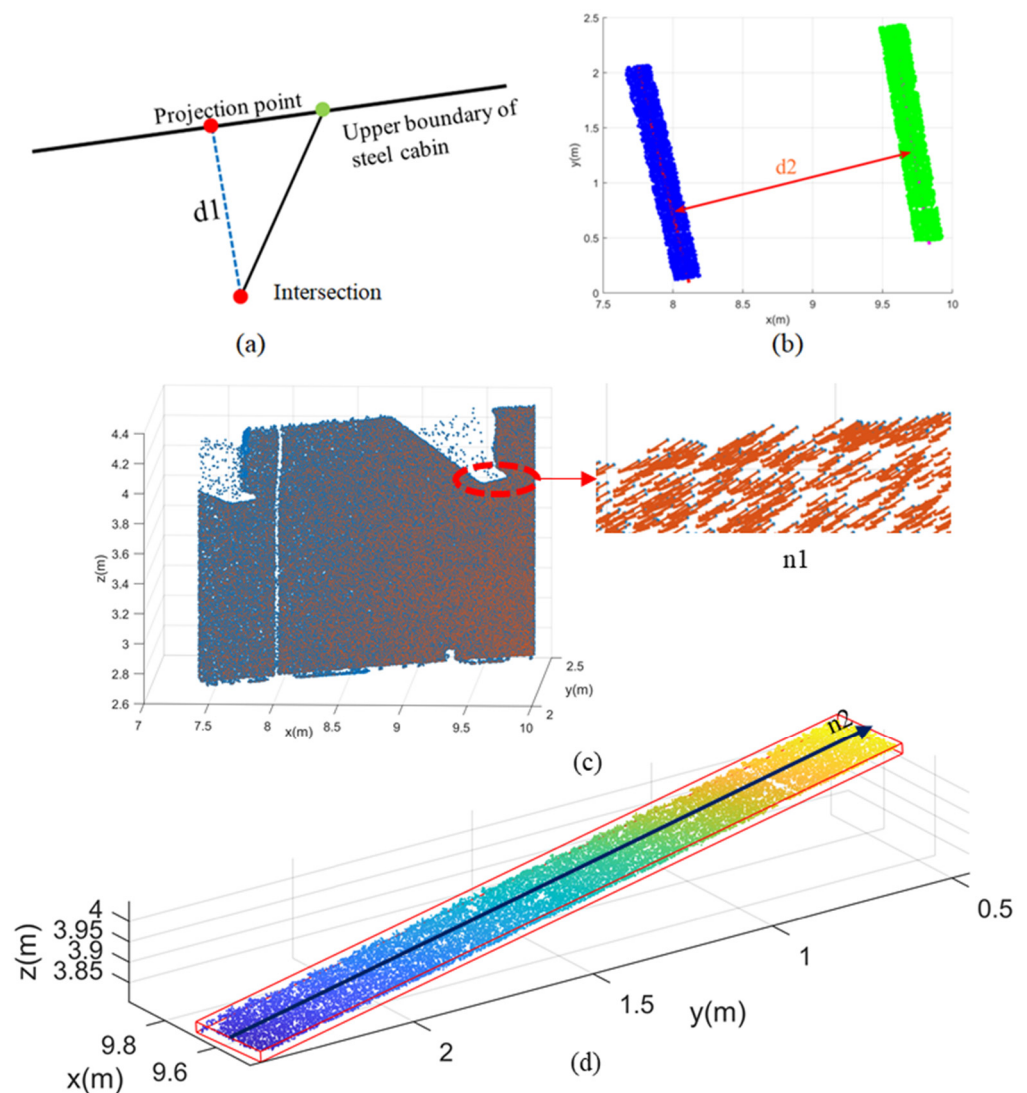 Projection point
Upper boundary of
steel cabin
d1
Intersection
(a)
2.5
2
1.5
1
0.5
0
y(m)
d2
7.5
8
8.5
9
9.5
10
x(m)
(b)
4.4
4.2
4
3.8
3.6
3.4
3.2
3
2.8
2.6
z(m)
7
7.5
8
8.5
9
9.5
10
x(m)
2.5
y(m)
2
n1
(c)
n2
4
3.95
3.9
3.85
z(m)
9.8
9.6
x(m)
2
1.5
1
0.5
y(m)
(d)